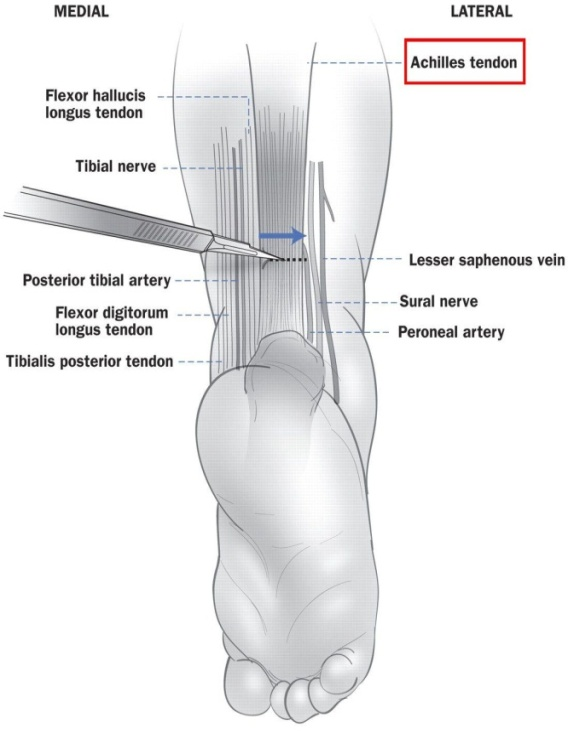 MEDIAL
LATERAL
Achilles tendon
Flexor hallucis
longus tendon
Tibial nerve
Lesser saphenous vein
Posterior tibial artery
Sural nerve
Flexor digitorum
longus tendon
Peroneal artery
Tibialis posterior tendon